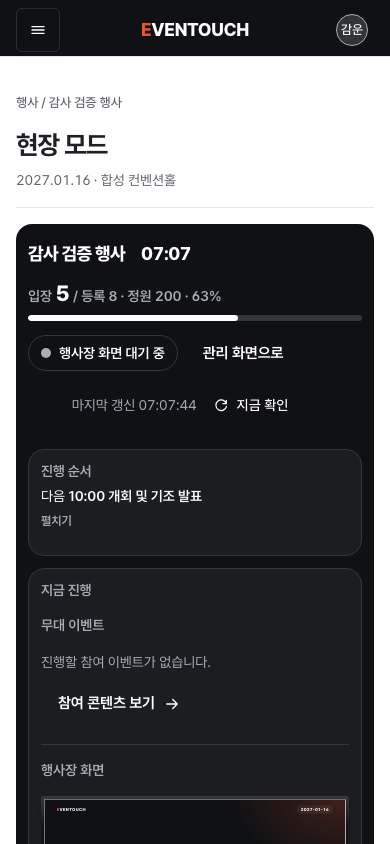 EVENTOUCH
감운
행사 / 감사 검증 행사
현장 모드
2027.01.16 · 합성 컨벤션홀
감사 검증 행사 07:07
입장 5 / 등록 8 · 정원 200 · 63%
행사장 화면 대기 중
관리 화면으로
마지막 갱신 07:07:44
지금 확인
진행 순서
다음 10:00 개회 및 기조 발표
펼치기
지금 진행
무대 이벤트
진행할 참여 이벤트가 없습니다.
참여 콘텐츠 보기 →
행사장 화면
EVENTOUCH
2027-01-16